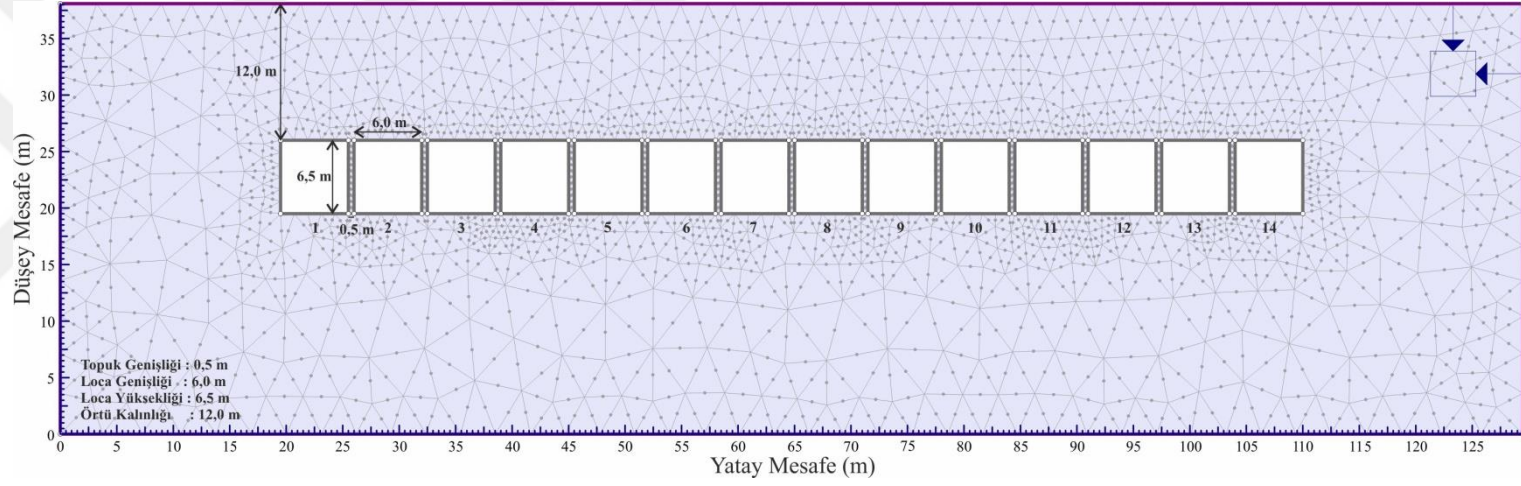 35
30
25
20
15
10
5
0
Düşey Mesafe (m)
12,0 m
6,0 m
6,5 m
0,5 m
1 2 3 4 5 6 7 8 9 10 11 12 13 14
Topuk Genişliği : 0,5 m
Loca Genişliği : 6,0 m
Loca Yüksekliği : 6,5 m
Örtü Kalınlığı : 12,0 m
0 5 10 15 20 25 30 35 40 45 50 55 60 65 70 75 80 85 90 95 100 105 110 115 120 125
Yatay Mesafe (m)